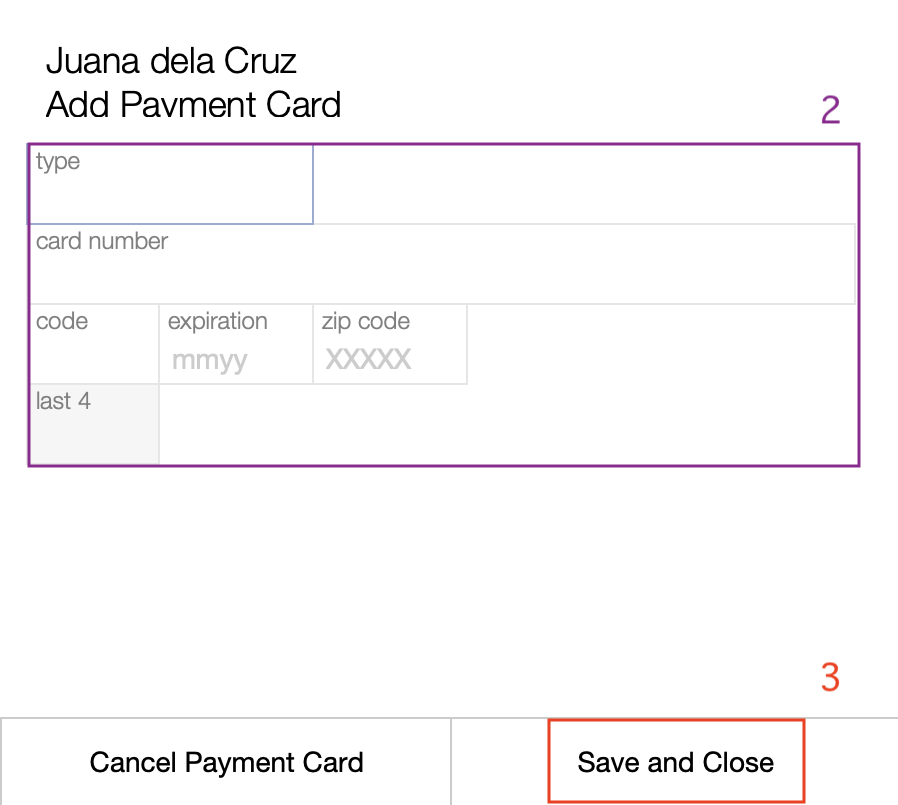 Juana dela Cruz
Add Payment Card
2
type
card number
code expiration zip code
mmyy XXXXX
last 4
3
Cancel Payment Card Save and Close